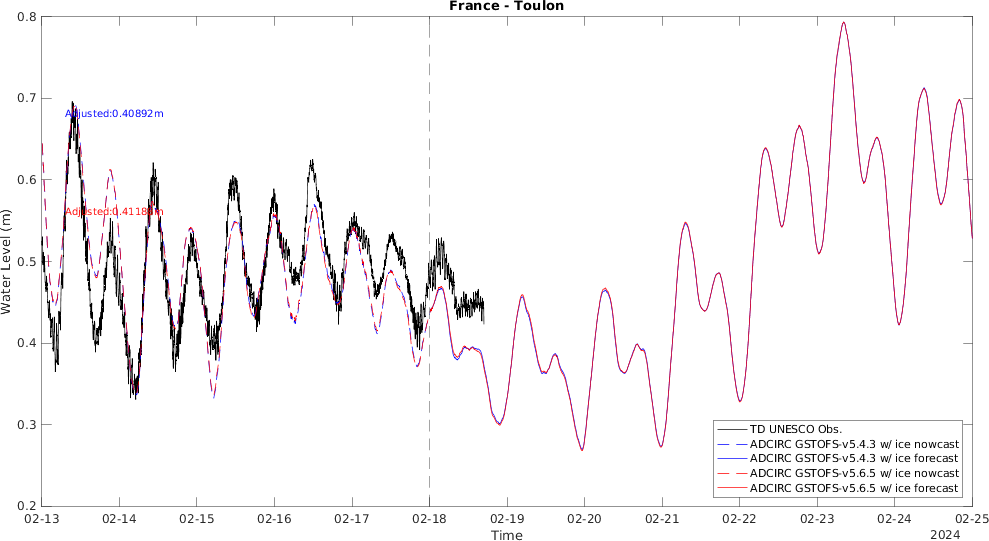 France - Toulon
0.8
0.7
0.6
0.5
0.4
0.3
0.2
Water Level (m)
Adjusted:0.40892m
Adjusted:0.4118
TD UNESCO Obs.
ADCIRC GSTOFS-v5.4.3 w/ ice nowcast
ADCIRC GSTOFS-v5.4.3 w/ ice forecast
ADCIRC GSTOFS-v5.6.5 w/ ice nowcast
ADCIRC GSTOFS-v5.6.5 w/ ice forecast
02-13 02-14 02-15 02-16 02-17 02-18 02-19 02-20 02-21 02-22 02-23 02-24 02-25
Time
2024